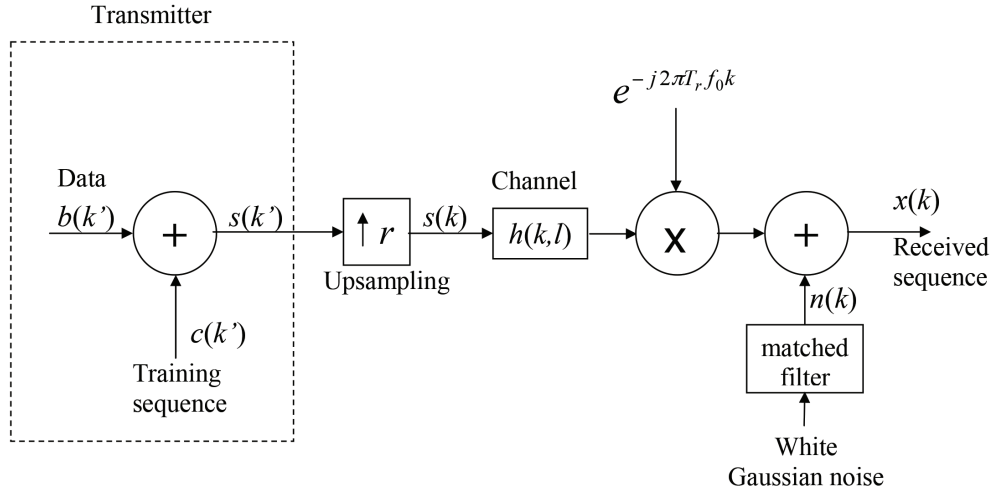 Transmitter
e^{-j2πT_r f_0 k}
Data
b(k’)
+
s(k’)
↑ r
Upsampling
s(k)
Channel
h(k,l)
x
+
x(k)
Received
sequence
n(k)
c(k’)
Training
sequence
matched
filter
White
Gaussian noise